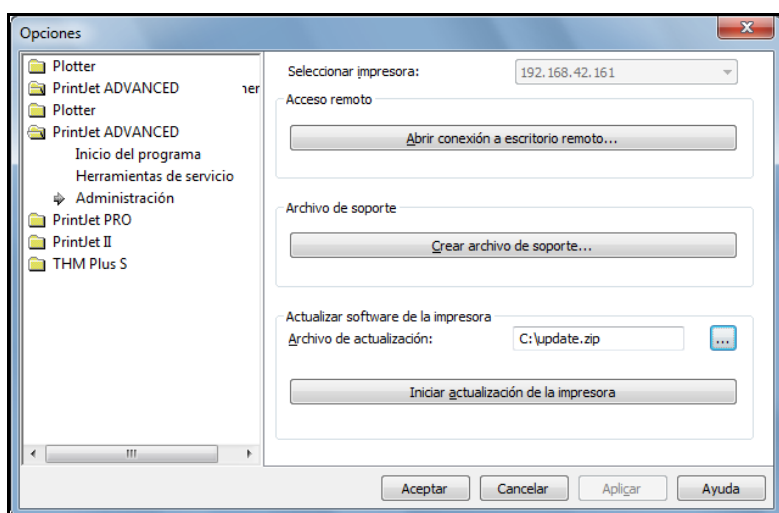 Opciones
Plotter
PrintJet ADVANCED ner
Plotter
PrintJet ADVANCED
Inicio del programa
Herramientas de servicio
Administración
PrintJet PRO
PrintJet II
THM Plus S
Seleccionar impresora: 192.168.42.161
Acceso remoto
Abrir conexión a escritorio remoto...
Archivo de soporte
Crear archivo de soporte...
Actualizar software de la impresora
Archivo de actualización: C:\update.zip ...
Iniciar actualización de la impresora
Aceptar Cancelar Aplicar Ayuda